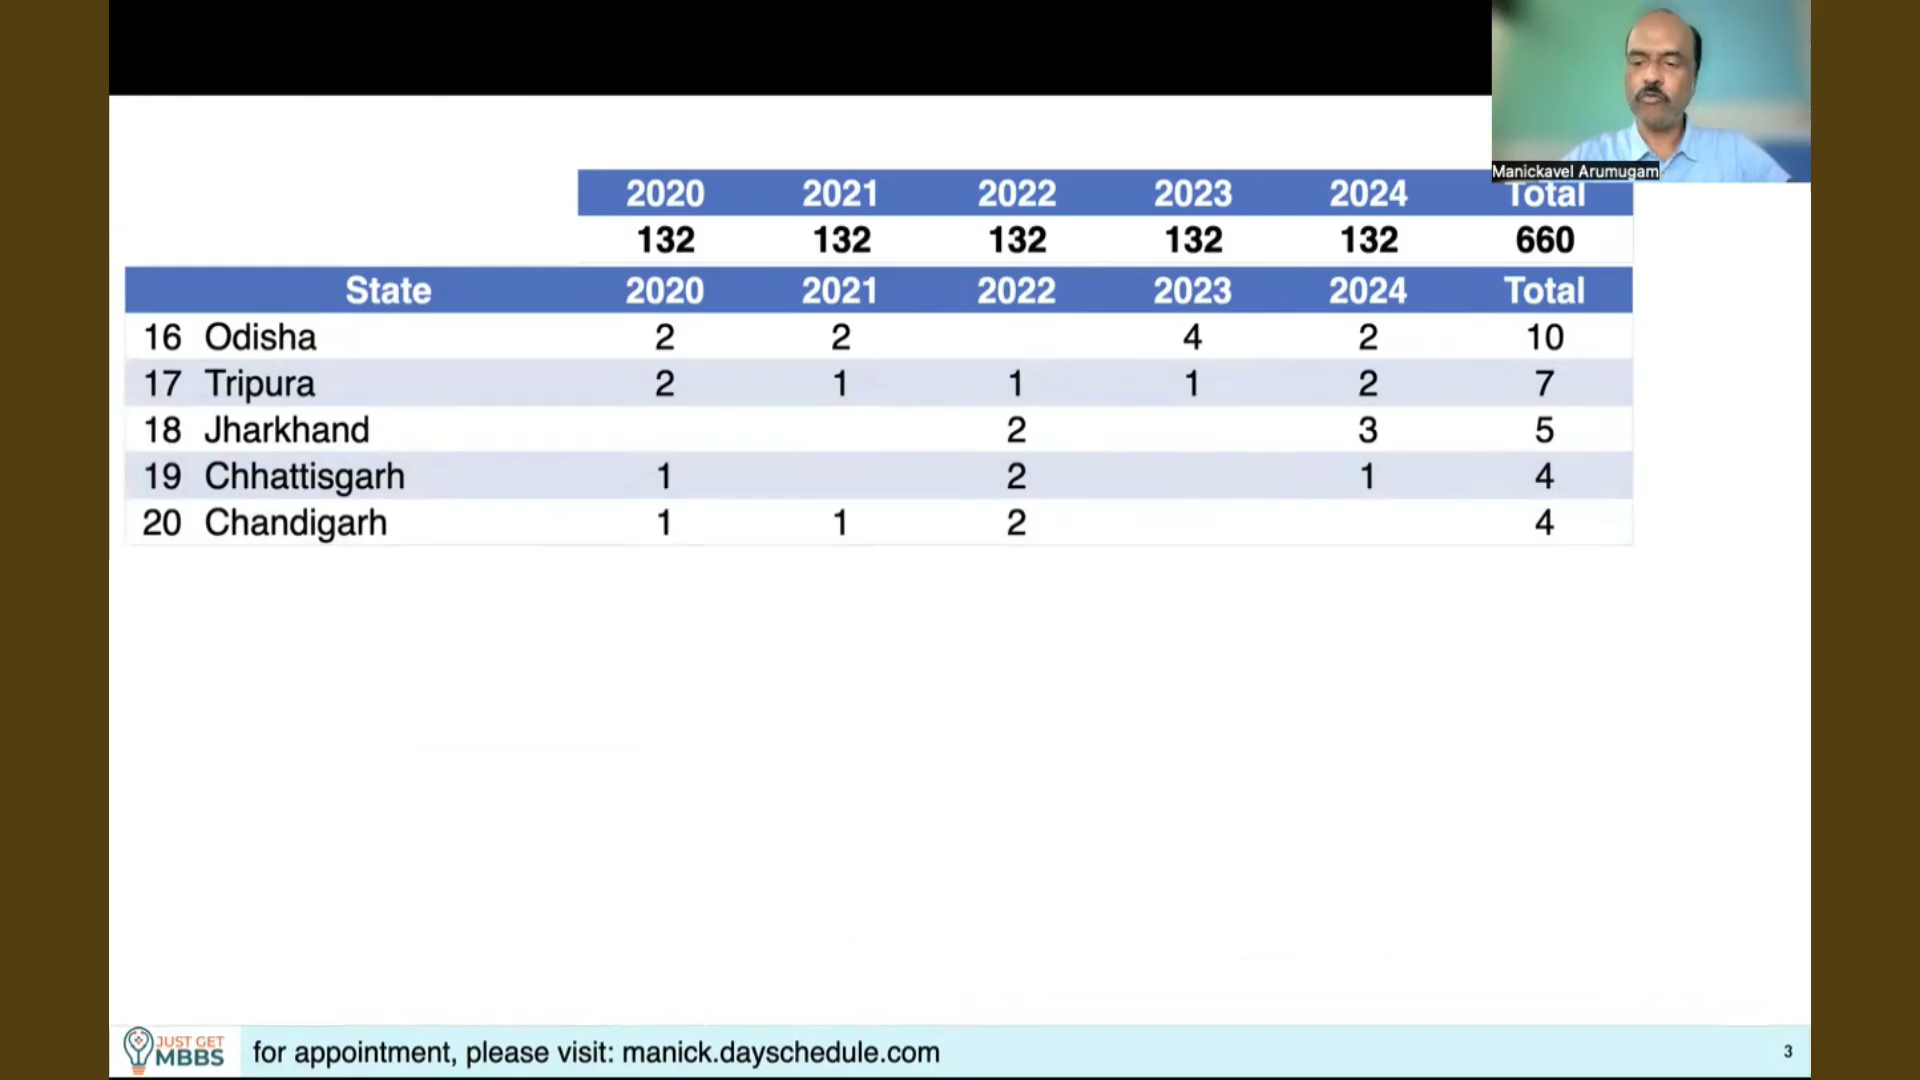 Manickavel Arumugam
2020 2021 2022 2023 2024 Total
132 132 132 132 132 660
State 2020 2021 2022 2023 2024 Total
16 Odisha 2 2 4 2 10
17 Tripura 2 1 1 1 2 7
18 Jharkhand 2 3 5
19 Chhattisgarh 1 2 1 4
20 Chandigarh 1 1 2 4
JUST GET
MBBS
for appointment, please visit: manick.dayschedule.com
3